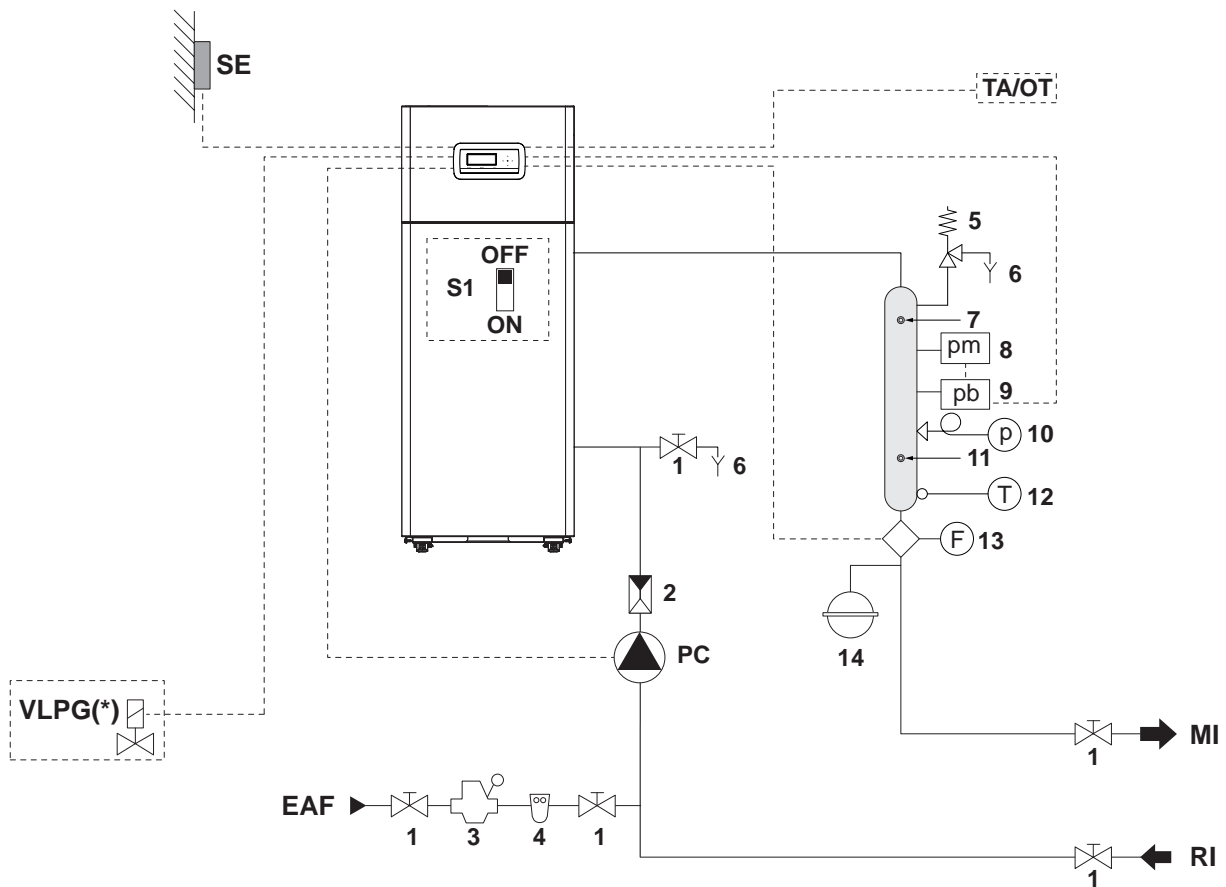 SE
TA/OT
OFF
S1
ON
5
6
7
pm 8
pb 9
p 10
11
T 12
F 13
14
1
6
2
PC
VLPG(*)
EAF
1
3
4
1
1
MI
1
RI